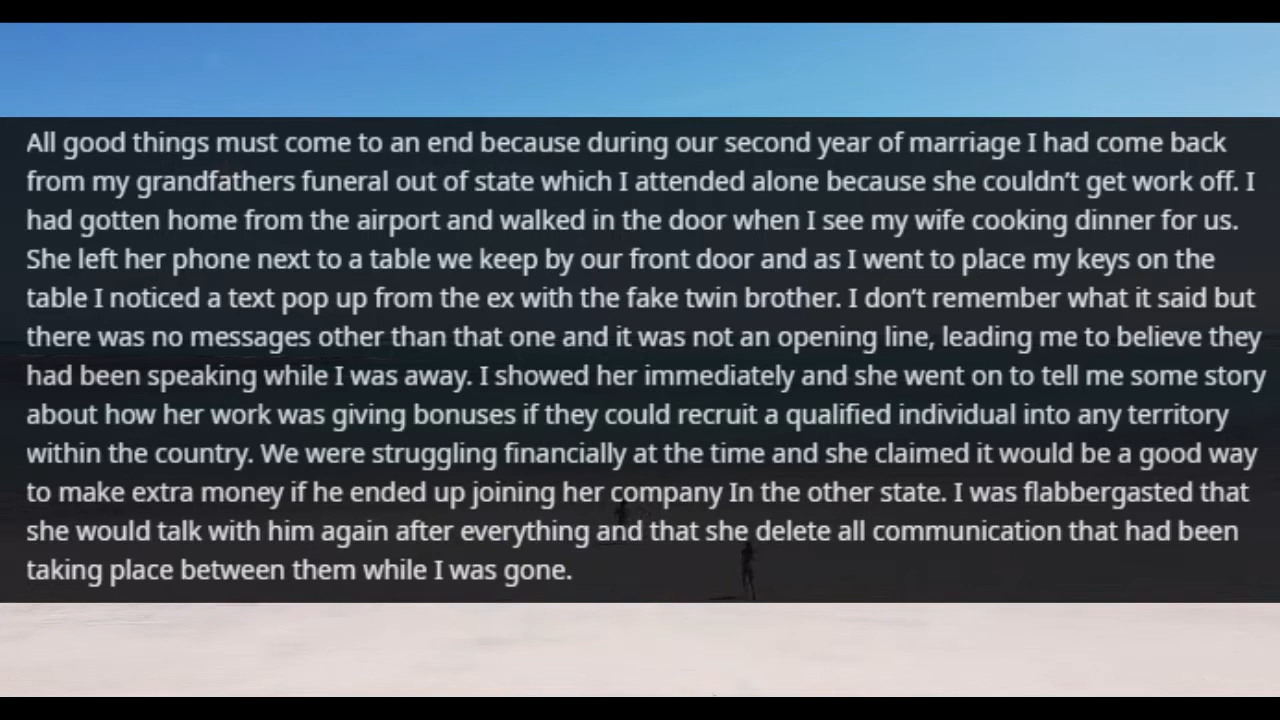 All good things must come to an end because during our second year of marriage I had come back
from my grandfathers funeral out of state which I attended alone because she couldn’t get work off. I
had gotten home from the airport and walked in the door when I see my wife cooking dinner for us.
She left her phone next to a table we keep by our front door and as I went to place my keys on the
table I noticed a text pop up from the ex with the fake twin brother. I don’t remember what it said but
there was no messages other than that one and it was not an opening line, leading me to believe they
had been speaking while I was away. I showed her immediately and she went on to tell me some story
about how her work was giving bonuses if they could recruit a qualified individual into any territory
within the country. We were struggling financially at the time and she claimed it would be a good way
to make extra money if he ended up joining her company In the other state. I was flabbergasted that
she would talk with him again after everything and that she delete all communication that had been
taking place between them while I was gone.